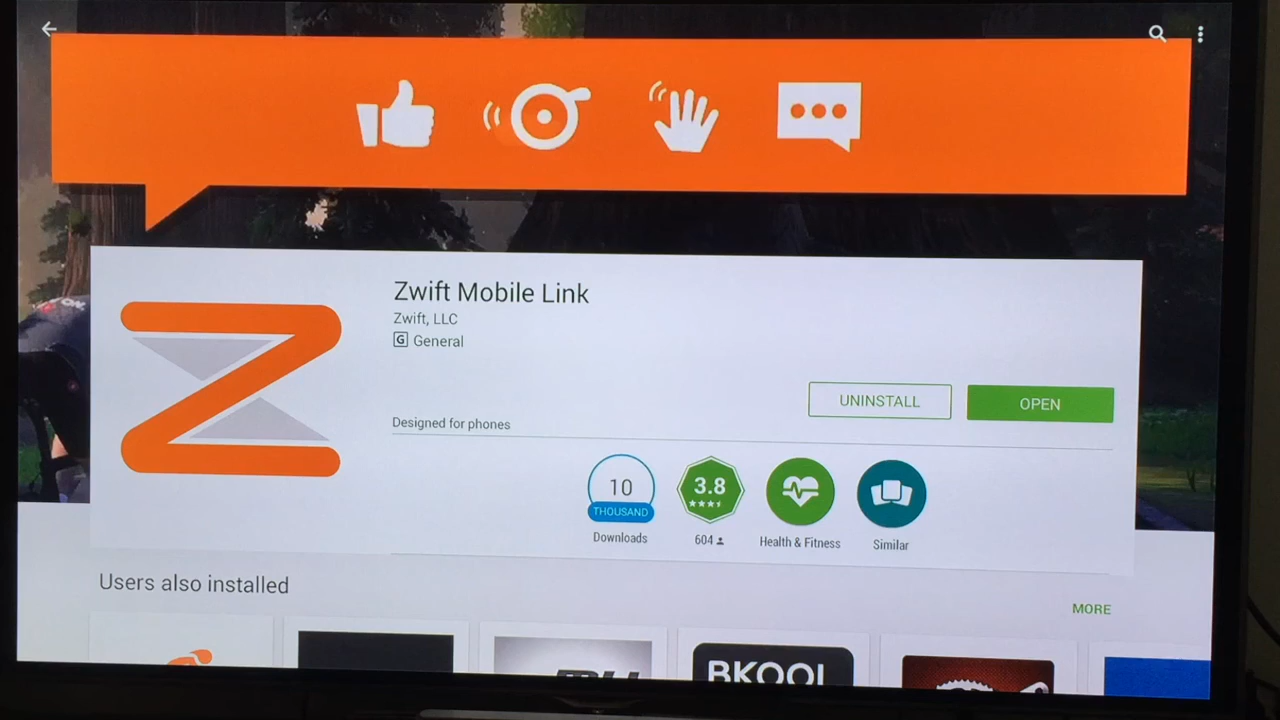 Zwift Mobile Link
Zwift, LLC
G General
UNINSTALL
OPEN
Designed for phones
10
THOUSAND
Downloads
3.8
604
Health & Fitness
Similar
Users also installed
MORE
BKOOL